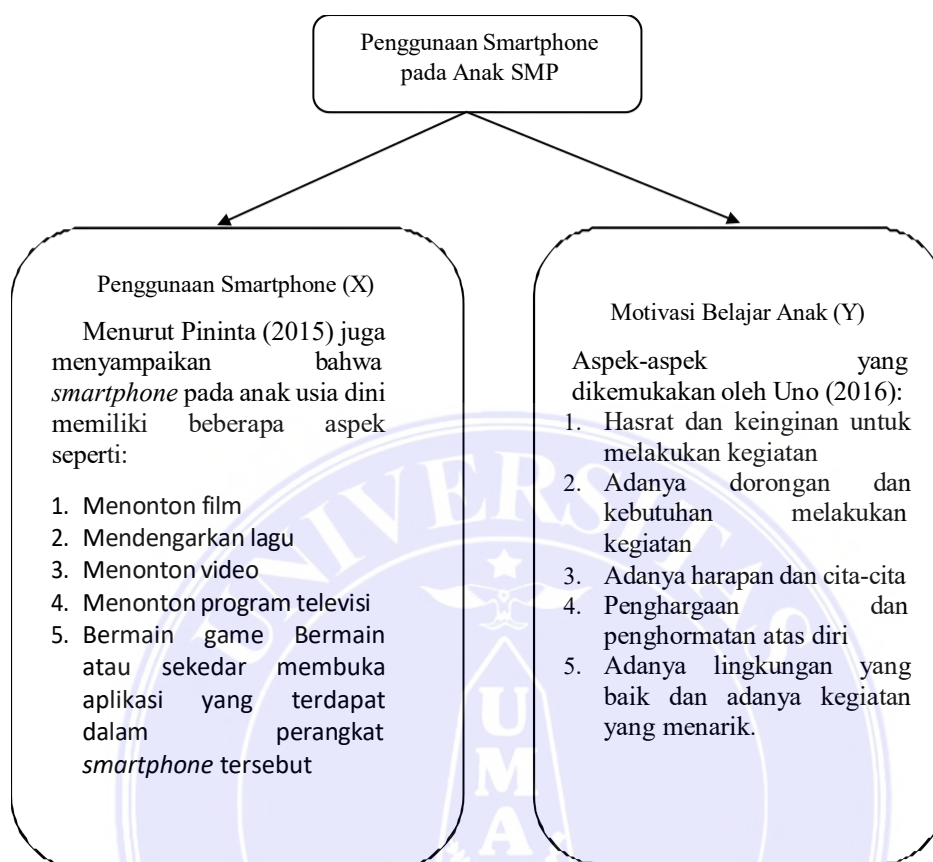 Penggunaan Smartphone
pada Anak SMP
Penggunaan Smartphone (X)
Menurut Pininta (2015) juga
menyampaikan bahwa
smartphone pada anak usia dini
memiliki beberapa aspek
seperti:
1. Menonton film
2. Mendengarkan lagu
3. Menonton video
4. Menonton program televisi
5. Bermain game Bermain
atau sekedar membuka
aplikasi yang terdapat
dalam perangkat
smartphone tersebut
Motivasi Belajar Anak (Y)
Aspek-aspek yang
dikemukakan oleh Uno (2016):
1. Hasrat dan keinginan untuk
melakukan kegiatan
2. Adanya dorongan dan
kebutuhan melakukan
kegiatan
3. Adanya harapan dan cita-cita
4. Penghargaan dan
penghormatan atas diri
5. Adanya lingkungan yang
baik dan adanya kegiatan
yang menarik.
UNIVERSITAS
UMA